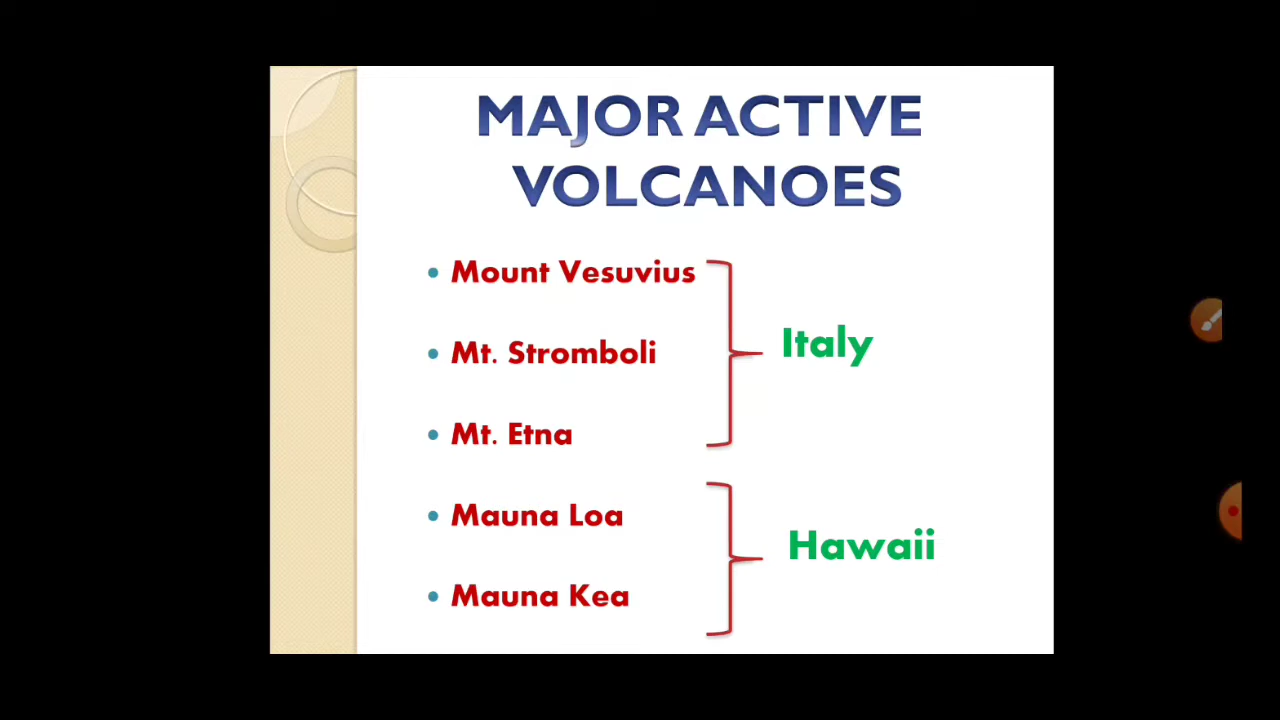 MAJOR ACTIVE
VOLCANOES
• Mount Vesuvius
• Mt. Stromboli
Italy
• Mt. Etna
• Mauna Loa
Hawaii
• Mauna Kea